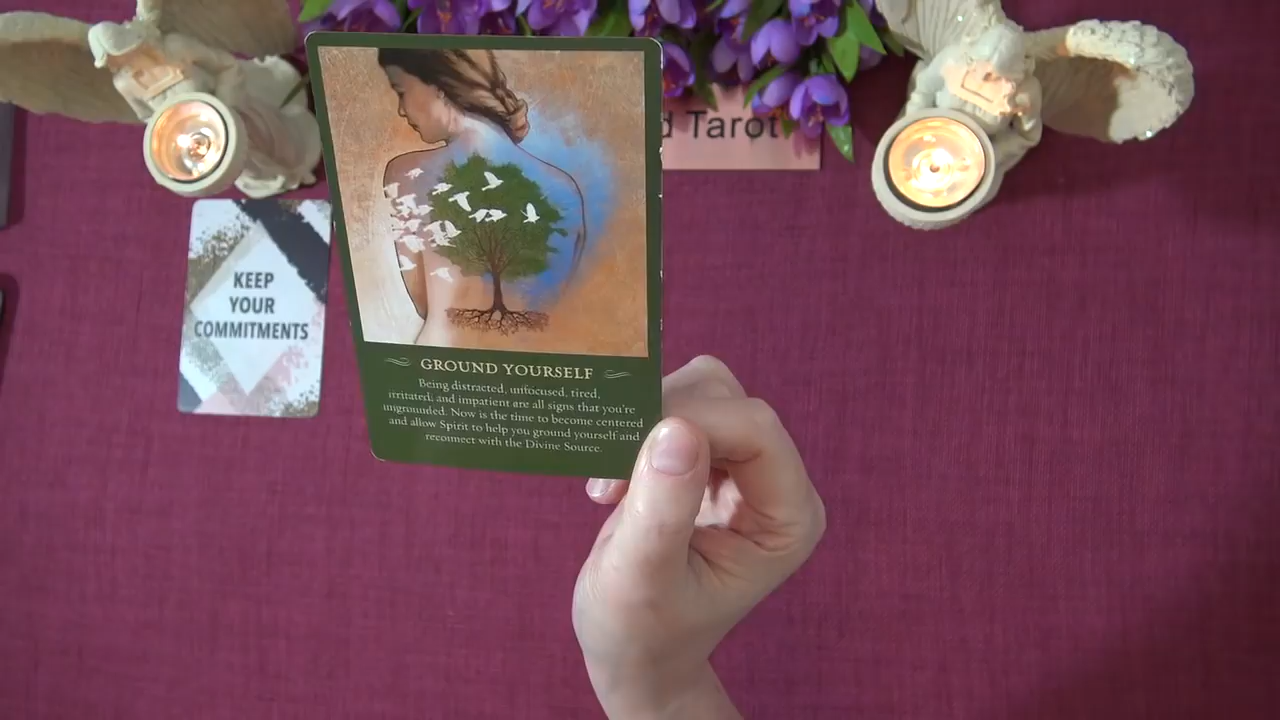 d Tarot
KEEP
YOUR
COMMITMENTS
GROUND YOURSELF
Being distracted, unfocused, tired,
irritated, and impatient are all signs that you're
ungrounded. Now is the time to become centered
and allow Spirit to help you ground yourself and
reconnect with the Divine Source.